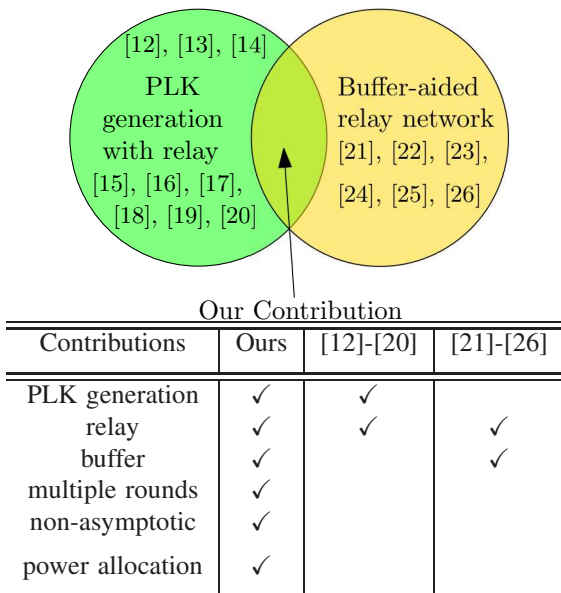 [12], [13], [14]
PLK
generation
with relay
[15], [16], [17],
[18], [19], [20]
Buffer-aided
relay network
[21], [22], [23],
[24], [25], [26]
Our Contribution
Contributions Ours [12]-[20] [21]-[26]
PLK generation ✓ ✓
relay ✓ ✓ ✓
buffer ✓ ✓
multiple rounds ✓
non-asymptotic ✓
power allocation ✓